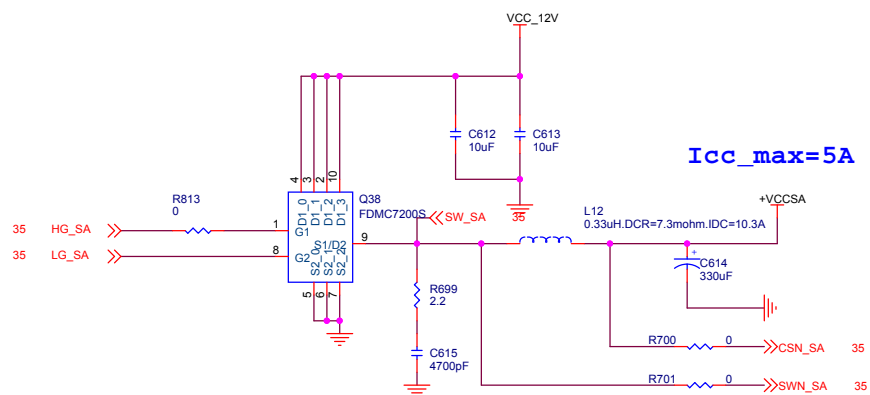 VCC_12V
C612
10uF
C613
10uF
Icc_max=5A
4
3
2
10
R813
0
Q38
FDMC7200S
D1_0
D1_1
D1_2
D1_3
35 HG_SA
1
G1
SW_SA 35
L12
0.33uH.DCR=7.3mohm.IDC=10.3A
+VCCSA
S1/D2
9
35 LG_SA
8
G2
S2_0
S2_1
S2_2
5
6
7
+
C614
330uF
R699
2.2
C615
4700pF
R700 0
CSN_SA 35
R701 0
SWN_SA 35